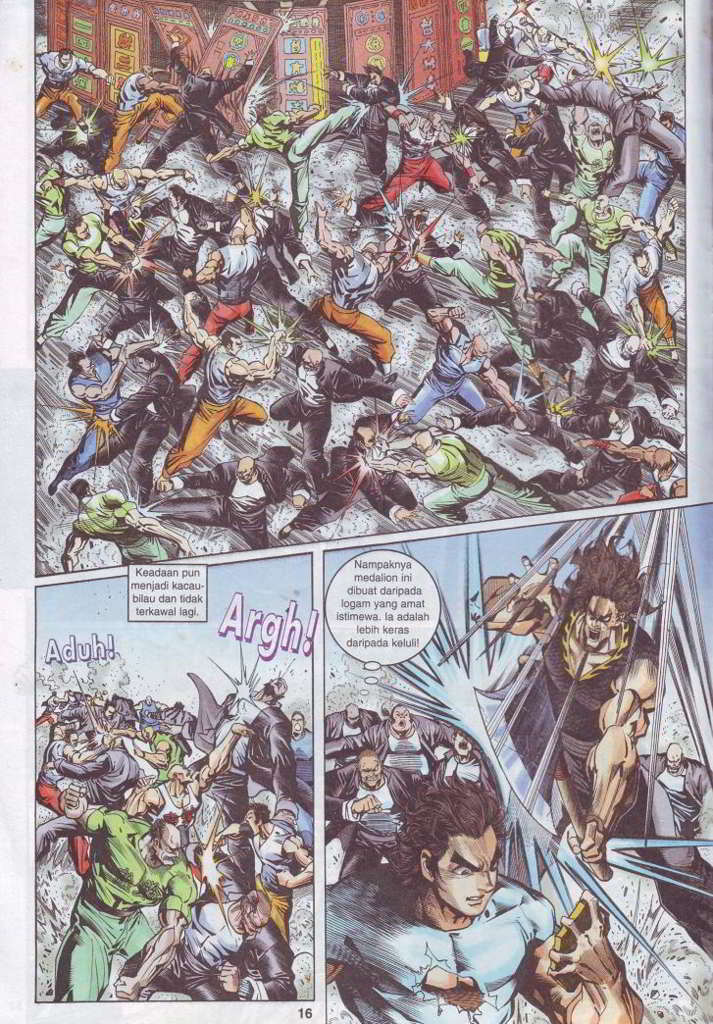 Keadaan pun
menjadi kacau-
bilau dan tidak
terkawal lagi.
Aduh!
Argh!
Nampaknya
medalion ini
dibuat daripada
logam yang amat
istimewa. Ia adalah
lebih keras
daripada keluli!
16